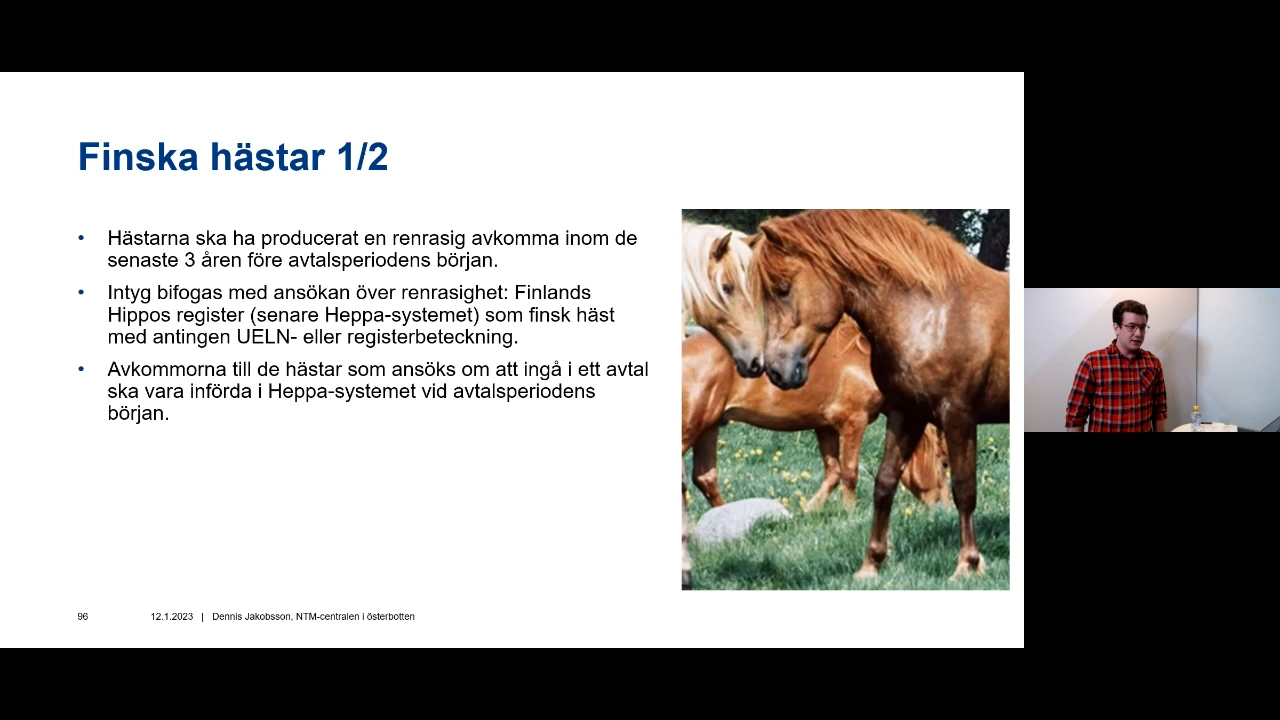 Finska hästar 1/2
• Hästarna ska ha producerat en renrasig avkomma inom de
senaste 3 åren före avtalsperiodens början.
• Intyg bifogas med ansökan över renrasighet: Finlands
Hippos register (senare Heppa-systemet) som finsk häst
med antingen UELN- eller registerbeteckning.
• Avkommorna till de hästar som ansöks om att ingå i ett avtal
ska vara införda i Heppa-systemet vid avtalsperiodens
början.
96 12.1.2023 | Dennis Jakobsson, NTM-centralen i österbotten